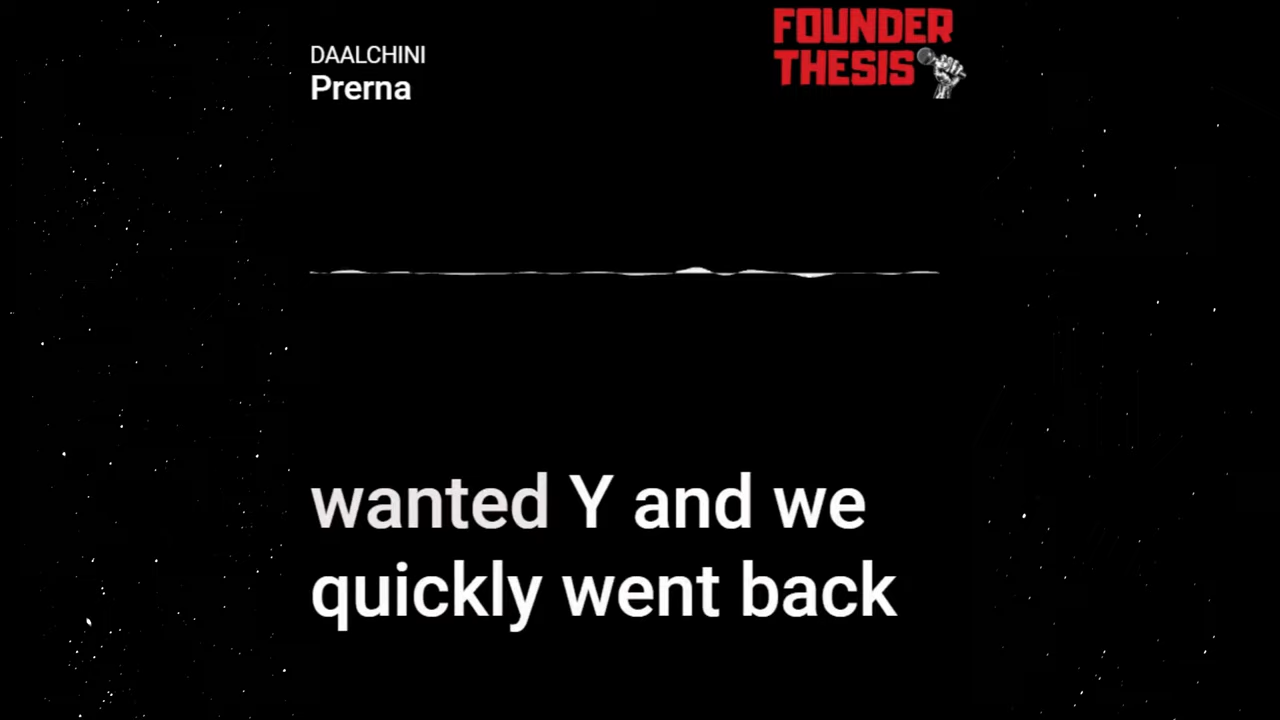 DAALCHINI
Prerna
FOUNDER
THESIS
wanted Y and we
quickly went back